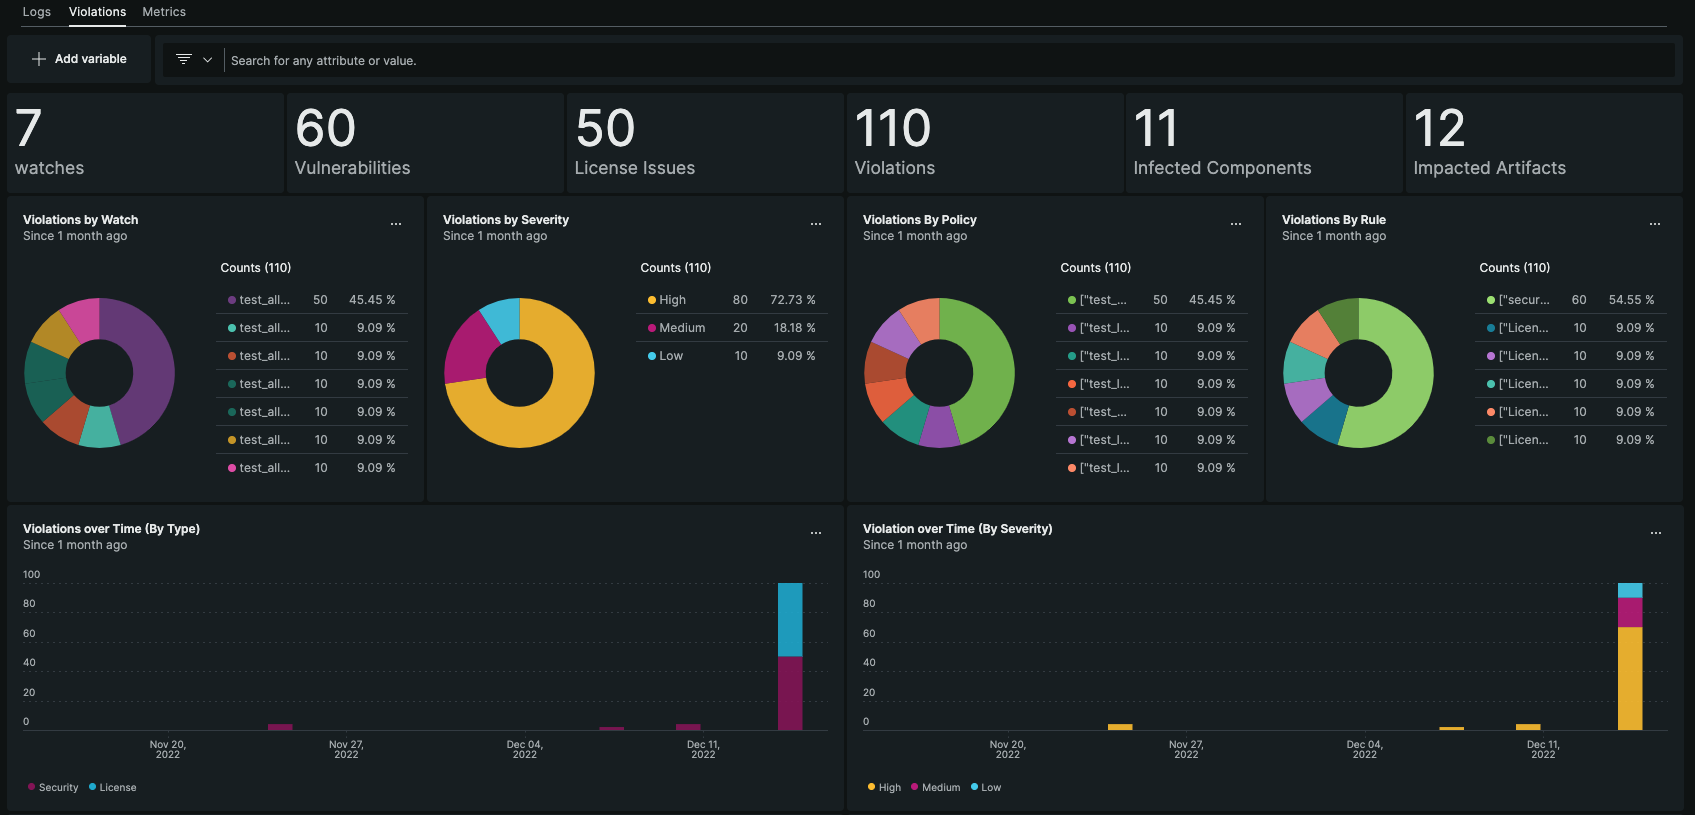 Logs Violations Metrics
Add variable
Search for any attribute or value.
7
watches
60
Vulnerabilities
50
License Issues
110
Violations
11
Infected Components
12
Impacted Artifacts
Violations by Watch
Since 1 month ago
Counts (110)
test_all... 50 45.45 %
test_all... 10 9.09 %
test_all... 10 9.09 %
test_all... 10 9.09 %
test_all... 10 9.09 %
test_all... 10 9.09 %
test_all... 10 9.09 %
Violations by Severity
Since 1 month ago
Counts (110)
High 80 72.73 %
Medium 20 18.18 %
Low 10 9.09 %
Violations By Policy
Since 1 month ago
Counts (110)
["test_... 50 45.45 %
["test_l... 10 9.09 %
["test_l... 10 9.09 %
["test_l... 10 9.09 %
["test_... 10 9.09 %
["test_l... 10 9.09 %
["test_l... 10 9.09 %
Violations By Rule
Since 1 month ago
Counts (110)
["secur... 60 54.55 %
["Licen... 10 9.09 %
["Licen... 10 9.09 %
["Licen... 10 9.09 %
["Licen... 10 9.09 %
["Licen... 10 9.09 %
Violations over Time (By Type)
Since 1 month ago
100
80
60
40
20
0
Nov 20, 2022
Nov 27, 2022
Dec 04, 2022
Dec 11, 2022
Security License
Violation over Time (By Severity)
Since 1 month ago
100
80
60
40
20
0
Nov 20, 2022
Nov 27, 2022
Dec 04, 2022
Dec 11, 2022
High Medium Low